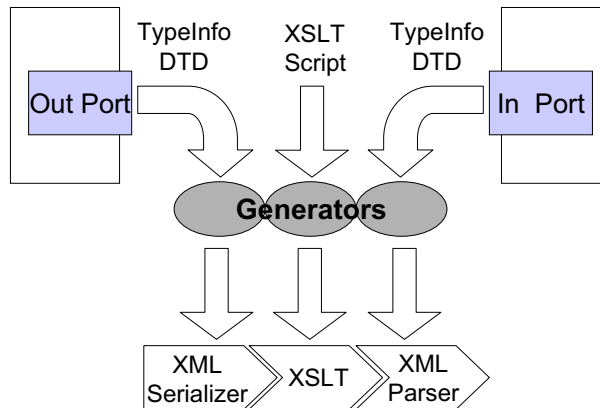 TypeInfo
DTD
XSLT
Script
TypeInfo
DTD
Out Port
In Port
Generators
XML
Serializer
XSLT
XML
Parser